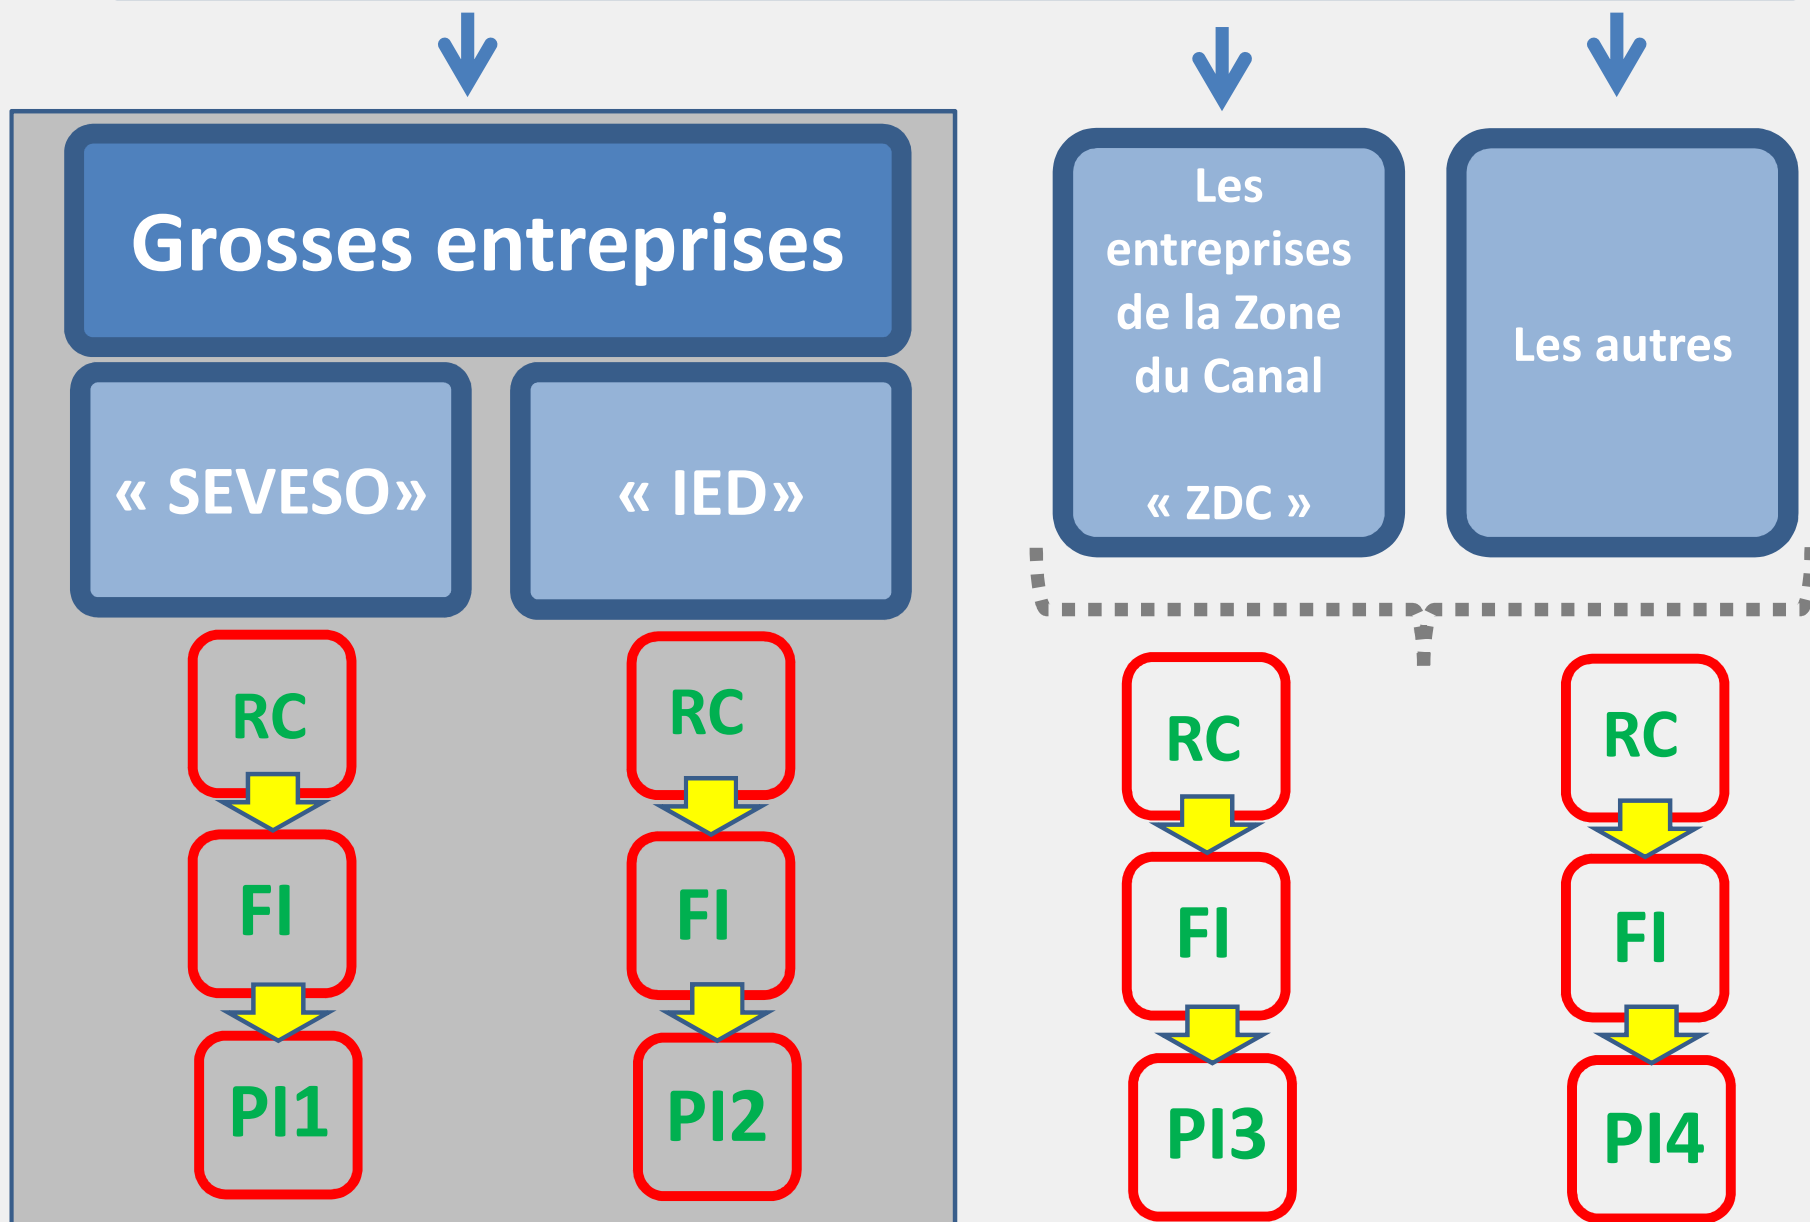 Grosses entreprises
« SEVESO»
« IED»
Les
entreprises
de la Zone
du Canal
« ZDC »
Les autres
RC
RC
RC
RC
FI
FI
FI
FI
PI1
PI2
PI3
PI4